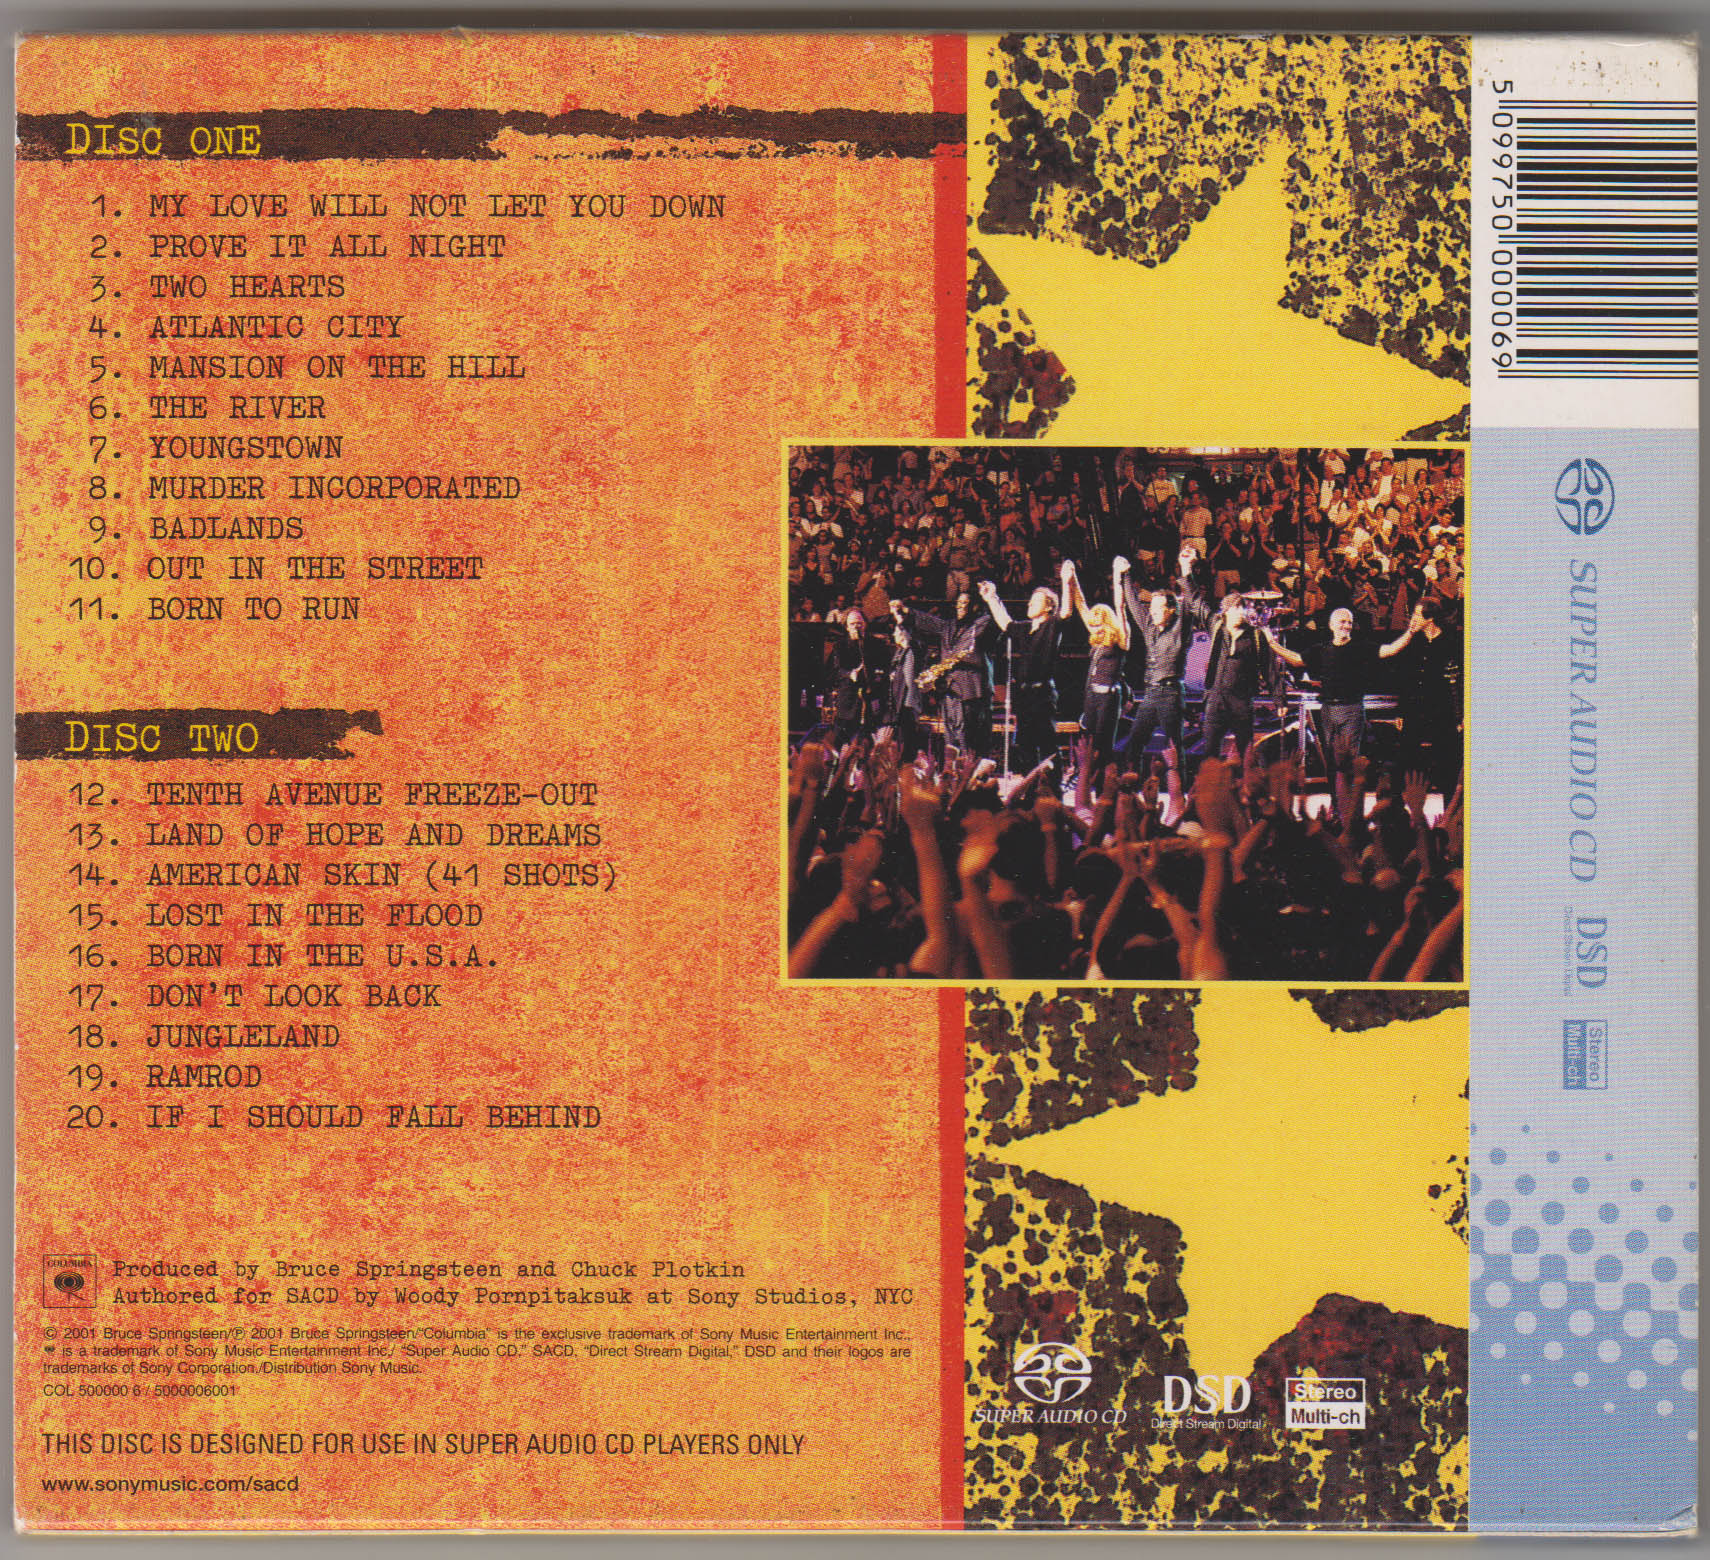 DISC ONE
1. MY LOVE WILL NOT LET YOU DOWN
2. PROVE IT ALL NIGHT
3. TWO HEARTS
4. ATLANTIC CITY
5. MANSION ON THE HILL
6. THE RIVER
7. YOUNGSTOWN
8. MURDER INCORPORATED
9. BADLANDS
10. OUT IN THE STREET
11. BORN TO RUN
DISC TWO
12. TENTH AVENUE FREEZE-OUT
13. LAND OF HOPE AND DREAMS
14. AMERICAN SKIN (41 SHOTS)
15. LOST IN THE FLOOD
16. BORN IN THE U.S.A.
17. DON'T LOOK BACK
18. JUNGLELAND
19. RAMROD
20. IF I SHOULD FALL BEHIND
COLUMBIA
Produced by Bruce Springsteen and Chuck Plotkin
Authored for SACD by Woody Pornpitaksuk at Sony Studios, NYC
© 2001 Bruce Springsteen/℗ 2001 Bruce Springsteen/"Columbia" is the exclusive trademark of Sony Music Entertainment Inc.,
is a trademark of Sony Music Entertainment Inc./ "Super Audio CD," SACD, "Direct Stream Digital," DSD and their logos are
trademarks of Sony Corporation./Distribution Sony Music.
COL 500000 6 / 5000006001
THIS DISC IS DESIGNED FOR USE IN SUPER AUDIO CD PLAYERS ONLY
www.sonymusic.com/sacd
SUPER AUDIO CD
DSD
Direct Stream Digital
Stereo
Multi-ch
5 099750 000069
SUPER AUDIO CD
DSD
Direct Stream Digital
Stereo
Multi-ch